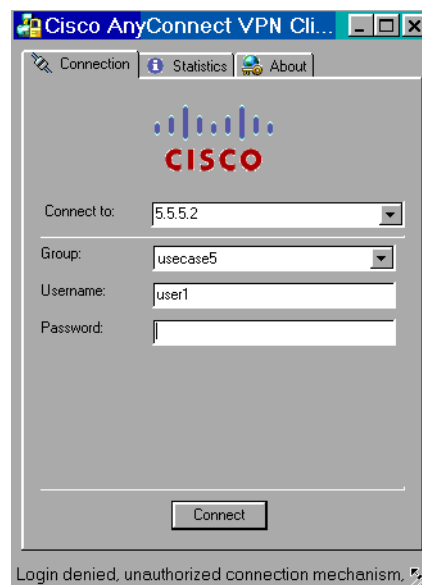 Cisco AnyConnect VPN Cli...
Connection Statistics About
CISCO
Connect to: 5.5.5.2
Group: usecase5
Username: user1
Password:
Connect
Login denied, unauthorized connection mechanism,